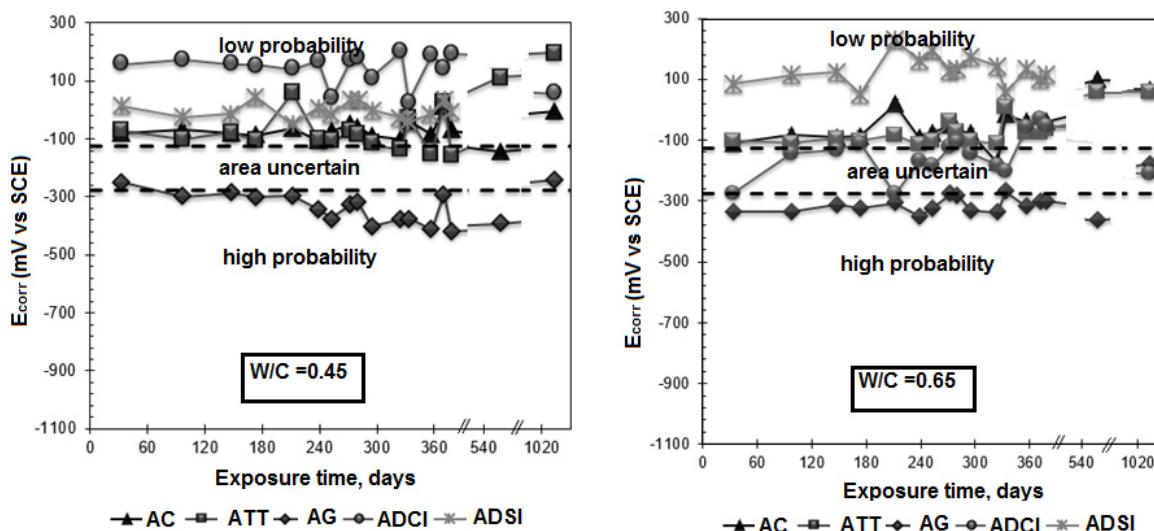 300
100
-100
-300
-500
-700
-900
-1100
Ecorr (mV vs SCE)
low probability
area uncertain
high probability
W/C =0.45
0 60 120 180 240 300 360 540 1020
Exposure time, days
AC ATT AG ADCI ADSI
300
100
-100
-300
-500
-700
-900
-1100
Ecorr (mV vs SCE)
low probability
area uncertain
high probability
W/C =0.65
0 60 120 180 240 300 360 540 1020
Exposure time, days
AC ATT AG ADCI ADSI